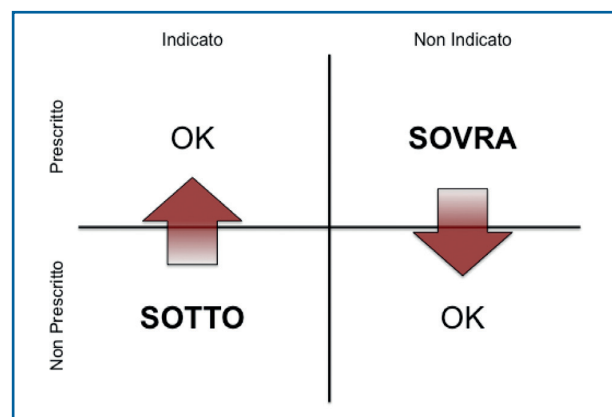 Indicato
Non Indicato
Prescritto
OK
SOVRA
Non Prescritto
SOTTO
OK